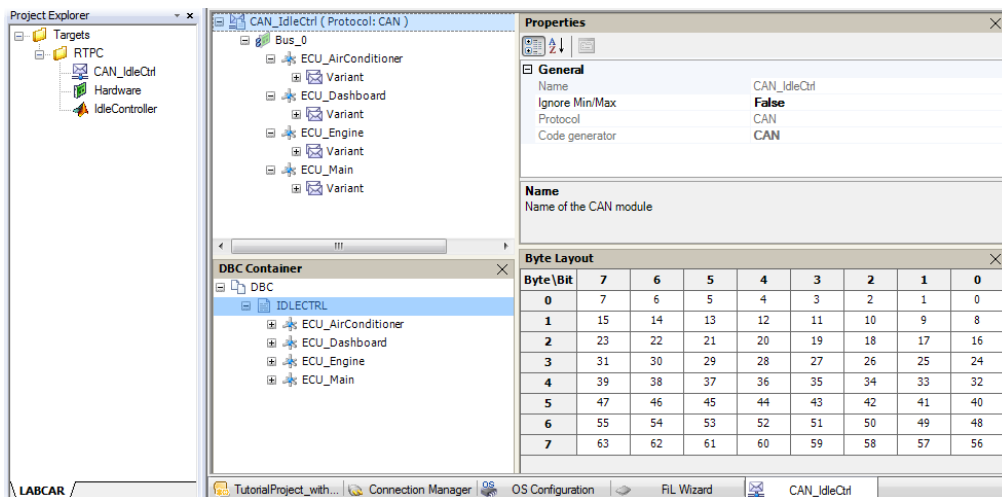 Project Explorer
Targets
RTPC
CAN_IdleCtrl
Hardware
IdleController
LABCAR
CAN_IdleCtrl ( Protocol: CAN )
Bus_0
ECU_AirConditioner
Variant
ECU_Dashboard
Variant
ECU_Engine
Variant
ECU_Main
Variant
DBC Container
DBC
IDLECTRL
ECU_AirConditioner
ECU_Dashboard
ECU_Engine
ECU_Main
Properties
General
Name CAN_IdleCtrl
Ignore Min/Max False
Protocol CAN
Code generator CAN
Name
Name of the CAN module
Byte Layout
Byte\Bit 7 6 5 4 3 2 1 0
0 7 6 5 4 3 2 1 0
1 15 14 13 12 11 10 9 8
2 23 22 21 20 19 18 17 16
3 31 30 29 28 27 26 25 24
4 39 38 37 36 35 34 33 32
5 47 46 45 44 43 42 41 40
6 55 54 53 52 51 50 49 48
7 63 62 61 60 59 58 57 56
TutorialProject_with... Connection Manager OS OS Configuration FiL Wizard CAN_IdleCtrl